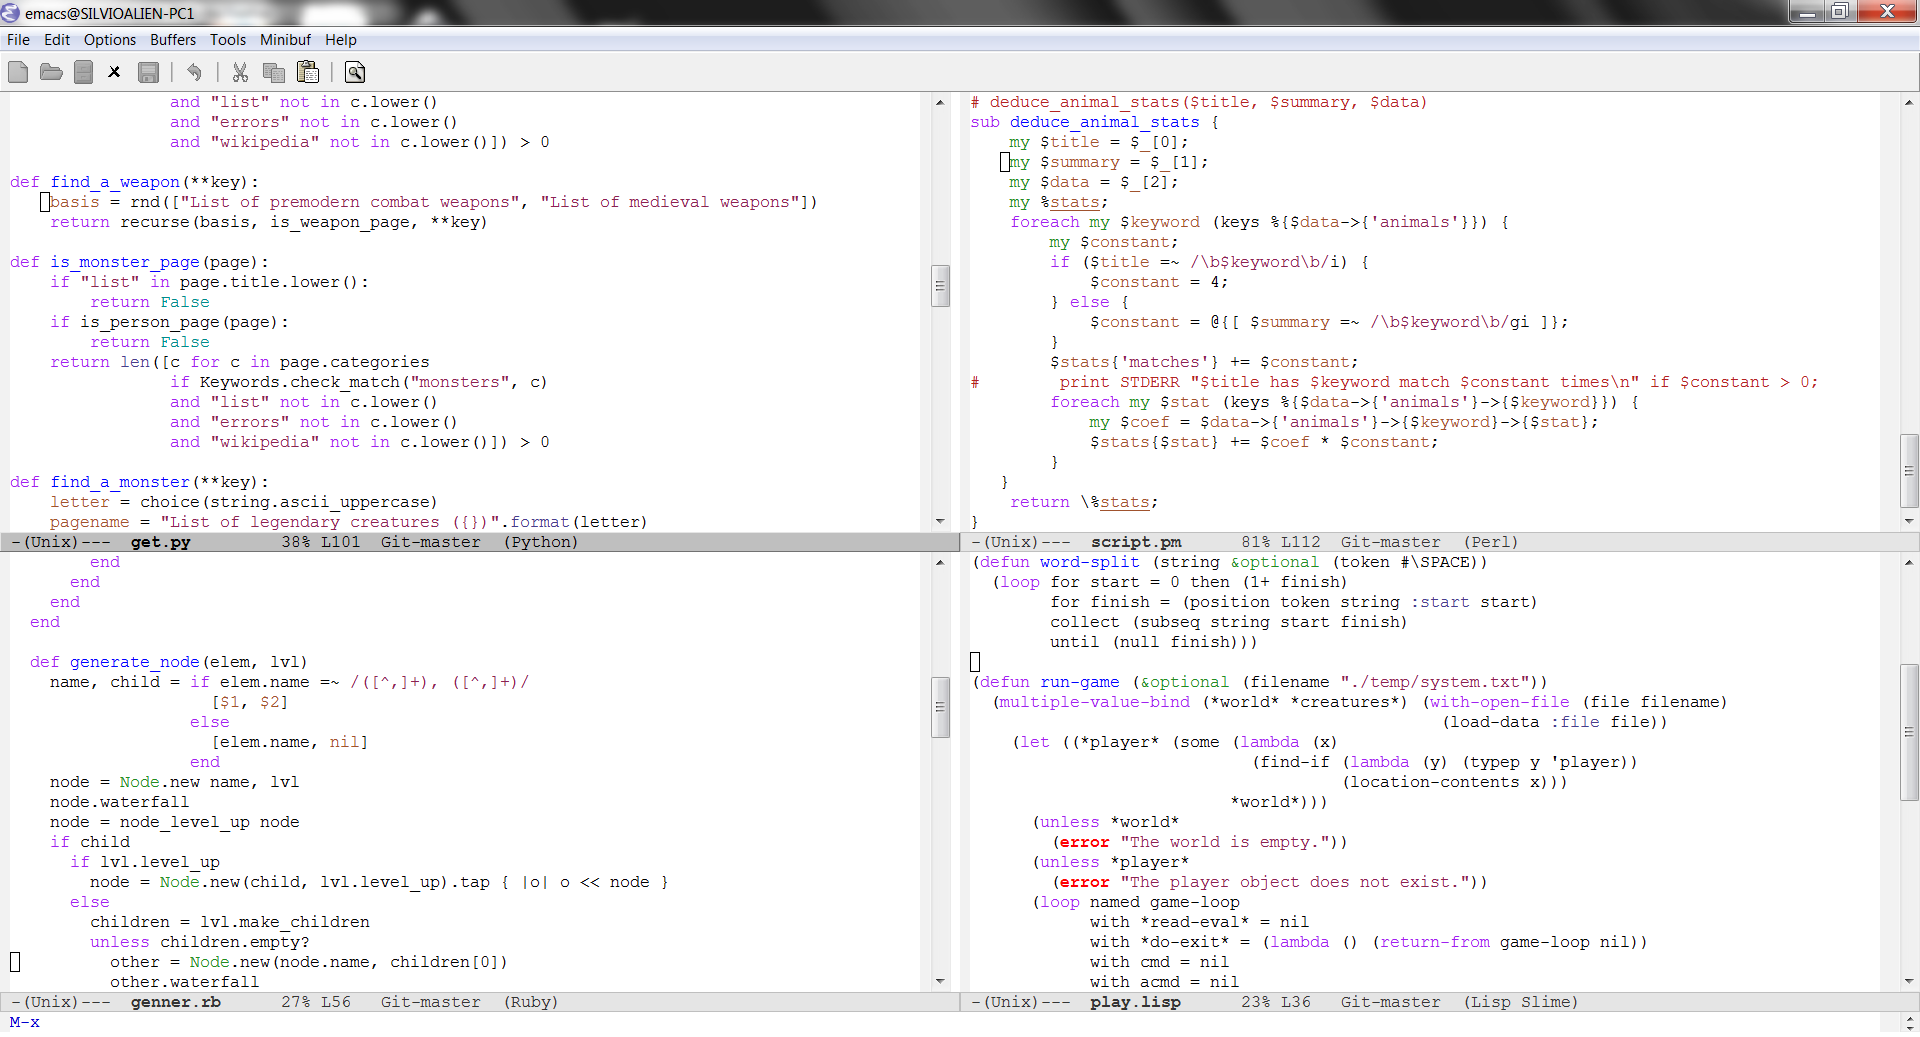 emacs@SILVIOALIEN-PC1
File Edit Options Buffers Tools Minibuf Help
                and "list" not in c.lower()
                and "errors" not in c.lower()
                and "wikipedia" not in c.lower()]) > 0

def find_a_weapon(**key):
    basis = rnd(["List of premodern combat weapons", "List of medieval weapons"])
    return recurse(basis, is_weapon_page, **key)

def is_monster_page(page):
    if "list" in page.title.lower():
        return False
    if is_person_page(page):
        return False
    return len([c for c in page.categories
                if Keywords.check_match("monsters", c)
                and "list" not in c.lower()
                and "errors" not in c.lower()
                and "wikipedia" not in c.lower()]) > 0

def find_a_monster(**key):
    letter = choice(string.ascii_uppercase)
    pagename = "List of legendary creatures ({})".format(letter)
-(Unix)---  get.py         38% L101  Git-master  (Python)
# deduce_animal_stats($title, $summary, $data)
sub deduce_animal_stats {
    my $title = $_[0];
    my $summary = $_[1];
    my $data = $_[2];
    my %stats;
    foreach my $keyword (keys %{$data->{'animals'}}) {
        my $constant;
        if ($title =~ /\b$keyword\b/i) {
            $constant = 4;
        } else {
            $constant = @{[ $summary =~ /\b$keyword\b/gi ]};
        }
        $stats{'matches'} += $constant;
#        print STDERR "$title has $keyword match $constant times\n" if $constant > 0;
        foreach my $stat (keys %{$data->{'animals'}->{$keyword}}) {
            my $coef = $data->{'animals'}->{$keyword}->{$stat};
            $stats{$stat} += $coef * $constant;
        }
    }
    return \%stats;
}
-(Unix)---  script.pm      81% L112  Git-master  (Perl)
        end
      end
    end
  end

  def generate_node(elem, lvl)
    name, child = if elem.name =~ /([^,]+), ([^,]+)/
                    [$1, $2]
                  else
                    [elem.name, nil]
                  end
    node = Node.new name, lvl
    node.waterfall
    node = node_level_up node
    if child
      if lvl.level_up
        node = Node.new(child, lvl.level_up).tap { |o| o << node }
      else
        children = lvl.make_children
        unless children.empty?
          other = Node.new(node.name, children[0])
          other.waterfall
-(Unix)---  genner.rb      27% L56   Git-master  (Ruby)
(defun word-split (string &optional (token #\SPACE))
  (loop for start = 0 then (1+ finish)
        for finish = (position token string :start start)
        collect (subseq string start finish)
        until (null finish)))

(defun run-game (&optional (filename "./temp/system.txt"))
  (multiple-value-bind (*world* *creatures*) (with-open-file (file filename)
                                               (load-data :file file))
    (let ((*player* (some (lambda (x)
                            (find-if (lambda (y) (typep y 'player))
                                     (location-contents x)))
                          *world*)))
      (unless *world*
        (error "The world is empty."))
      (unless *player*
        (error "The player object does not exist."))
      (loop named game-loop
            with *read-eval* = nil
            with *do-exit* = (lambda () (return-from game-loop nil))
            with cmd = nil
            with acmd = nil
-(Unix)---  play.lisp      23% L36   Git-master  (Lisp Slime)
M-x